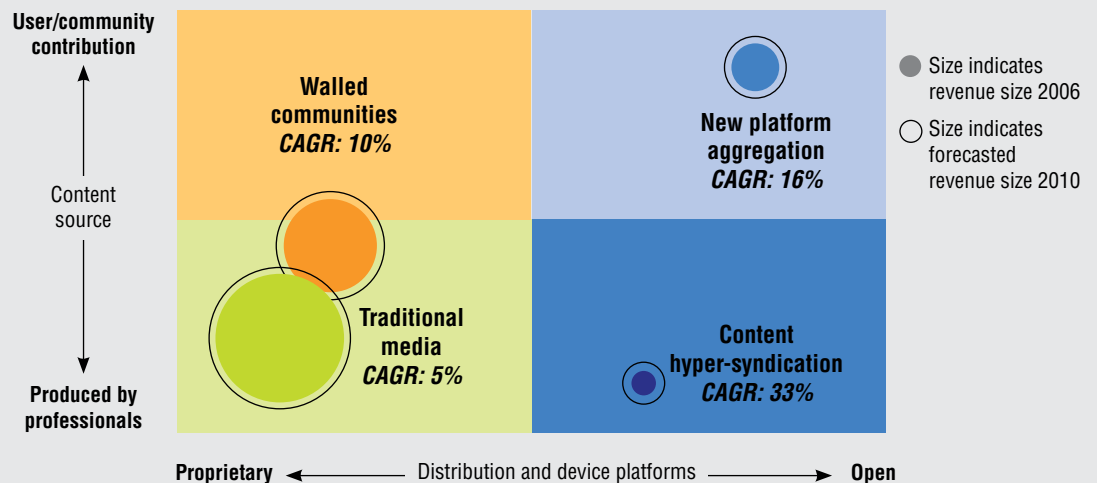 User/community
contribution
Content
source
Produced by
professionals
Walled
communities
CAGR: 10%
New platform
aggregation
CAGR: 16%
Traditional
media
CAGR: 5%
Content
hyper-syndication
CAGR: 33%
Size indicates
revenue size 2006
Size indicates
forecasted
revenue size 2010
Proprietary
Distribution and device platforms
Open